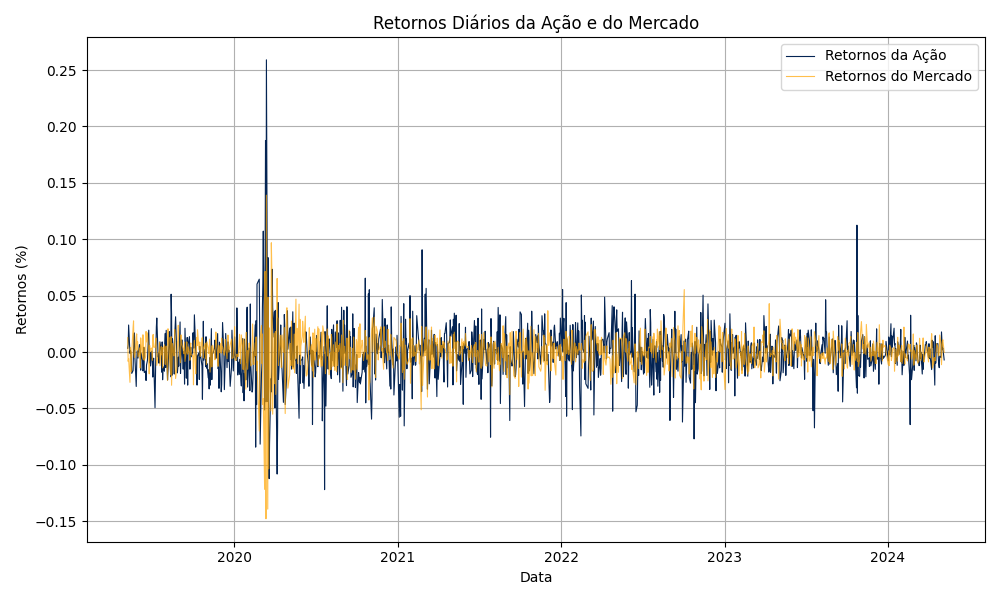 Retornos Diários da Ação e do Mercado
Retornos da Ação
Retornos do Mercado
Retornos (%)
0.25
0.20
0.15
0.10
0.05
0.00
−0.05
−0.10
−0.15
2020
2021
2022
2023
2024
Data